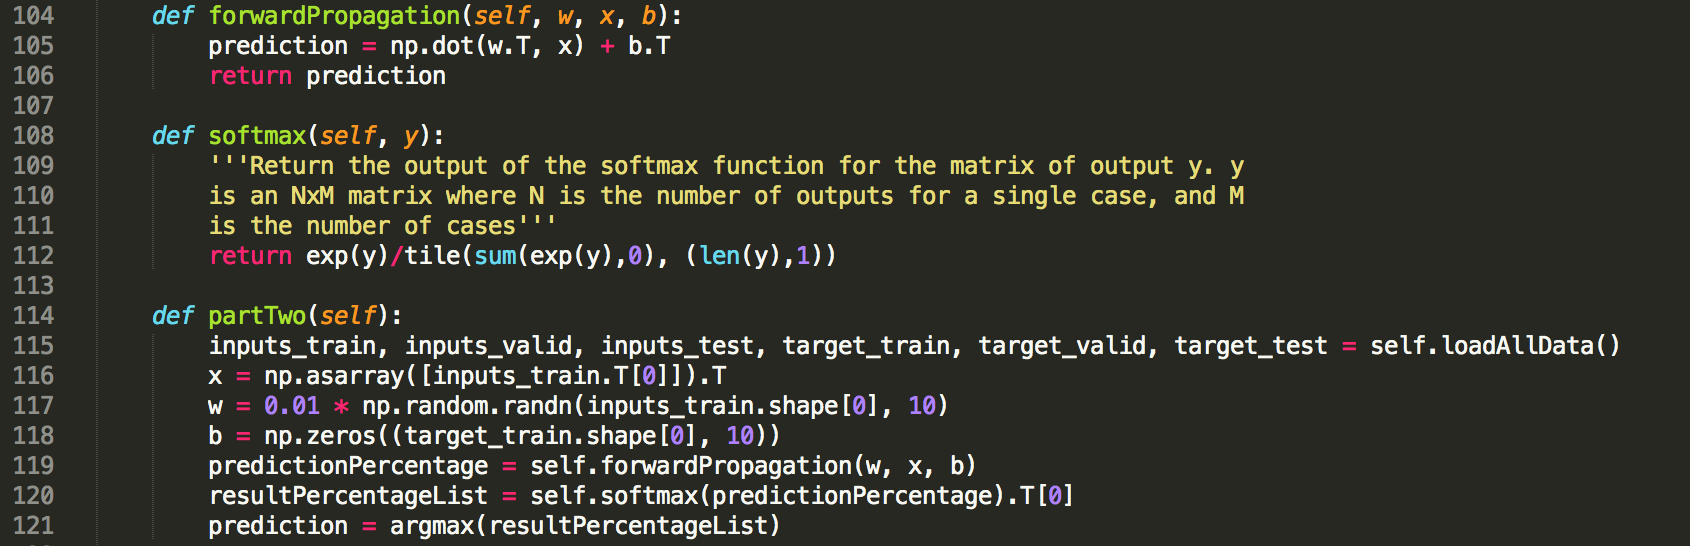 104 def forwardPropagation(self, w, x, b):
105 prediction = np.dot(w.T, x) + b.T
106 return prediction
107
108 def softmax(self, y):
109 '''Return the output of the softmax function for the matrix of output y. y
110 is an NxM matrix where N is the number of outputs for a single case, and M
111 is the number of cases'''
112 return exp(y)/tile(sum(exp(y),0), (len(y),1))
113
114 def partTwo(self):
115 inputs_train, inputs_valid, inputs_test, target_train, target_valid, target_test = self.loadAllData()
116 x = np.asarray([inputs_train.T[0]]).T
117 w = 0.01 * np.random.randn(inputs_train.shape[0], 10)
118 b = np.zeros((target_train.shape[0], 10))
119 predictionPercentage = self.forwardPropagation(w, x, b)
120 resultPercentageList = self.softmax(predictionPercentage).T[0]
121 prediction = argmax(resultPercentageList)